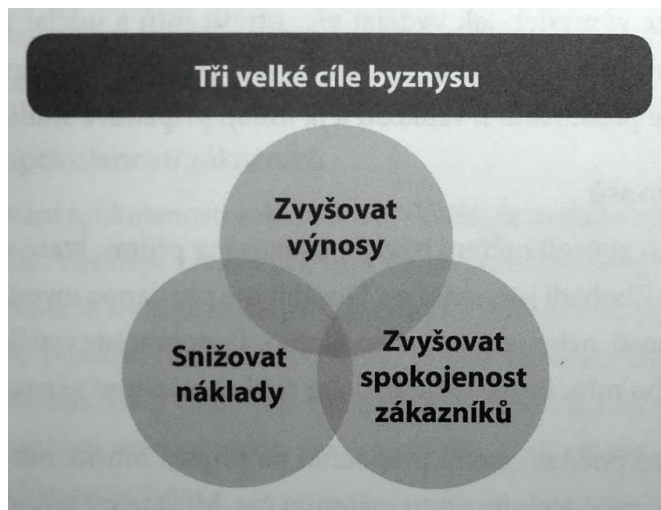 Tři velké cíle byznysu
Zvyšovat
výnosy
Snižovat
náklady
Zvyšovat
spokojenost
zákazníků